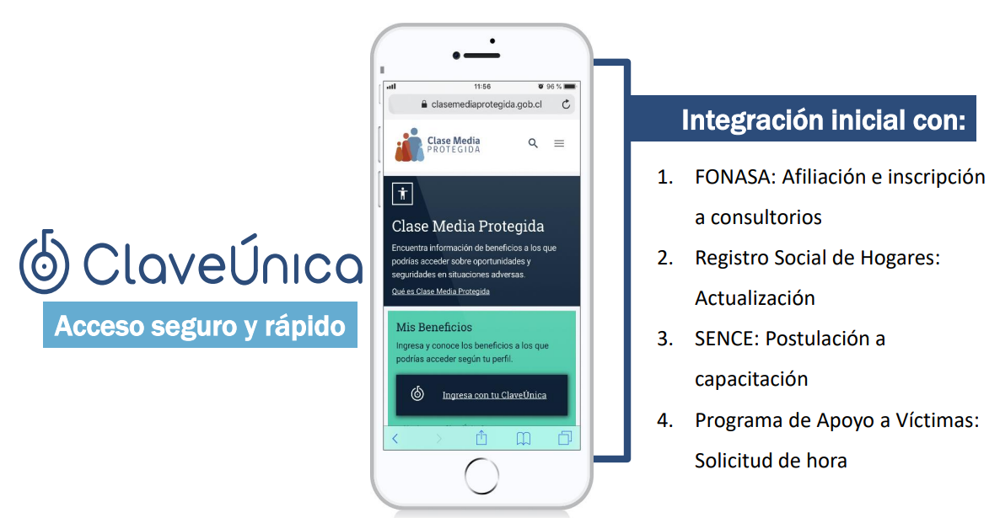 ClaveÚnica
Acceso seguro y rápido
11:56
96 %
clasemediaprotegida.gob.cl
Clase Media
PROTEGIDA
Clase Media Protegida
Encuentra información de beneficios a los que
podrías acceder sobre oportunidades y
seguridades en situaciones adversas.
Qué es Clase Media Protegida
Mis Beneficios
Ingresa y conoce los beneficios a los que
podrías acceder según tu perfil.
Ingresa con tu ClaveÚnica
Integración inicial con:
1. FONASA: Afiliación e inscripción
a consultorios
2. Registro Social de Hogares:
Actualización
3. SENCE: Postulación a
capacitación
4. Programa de Apoyo a Víctimas:
Solicitud de hora